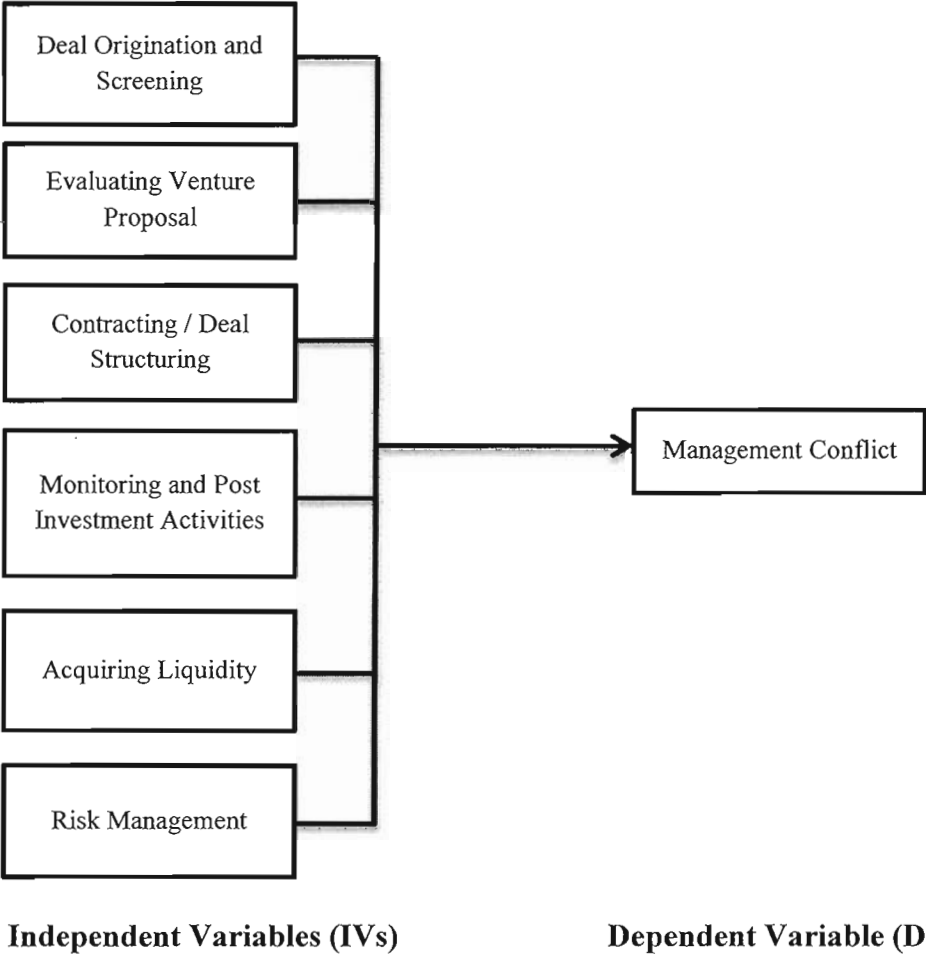 Deal Origination and
Screening
Evaluating Venture
Proposal
Contracting / Deal
Structuring
Monitoring and Post
Investment Activities
Acquiring Liquidity
Risk Management
Management Conflict
Independent Variables (IVs)
Dependent Variable (D